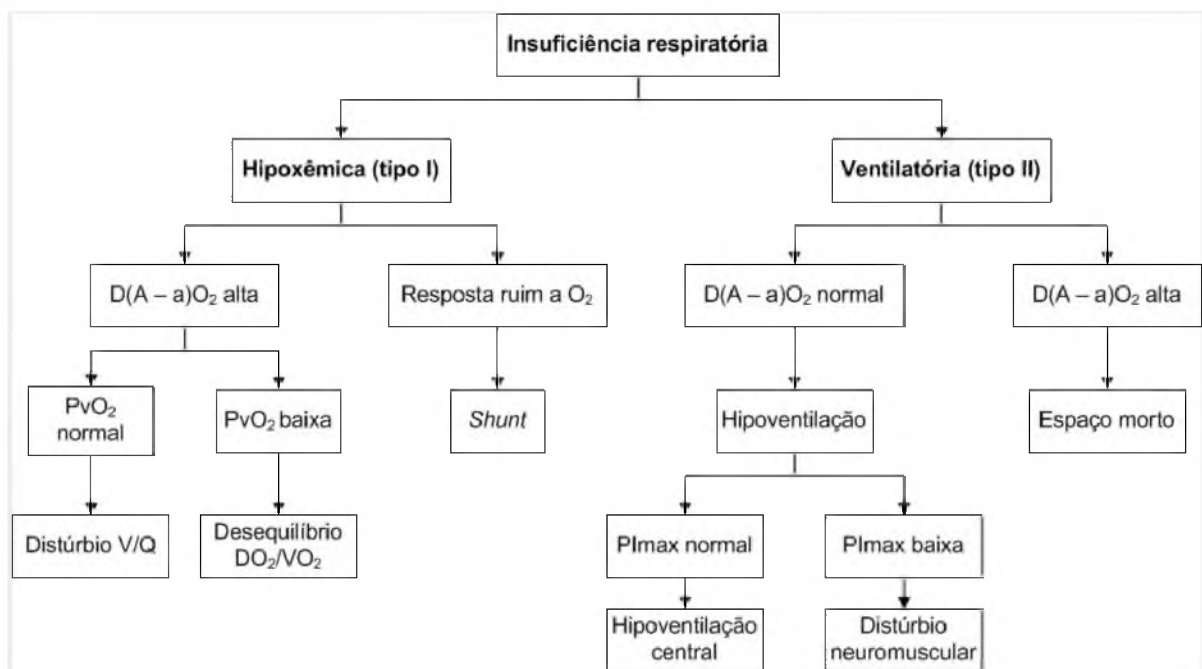 Insuficiência respiratória
Hipoxêmica (tipo I)
Ventilatória (tipo II)
D(A – a)O₂ alta
Resposta ruim a O₂
D(A – a)O₂ normal
D(A – a)O₂ alta
PvO₂
normal
PvO₂ baixa
Shunt
Hipoventilação
Espaço morto
Distúrbio V/Q
Desequilíbrio
DO₂/VO₂
PImax normal
PImax baixa
Hipoventilação
central
Distúrbio
neuromuscular